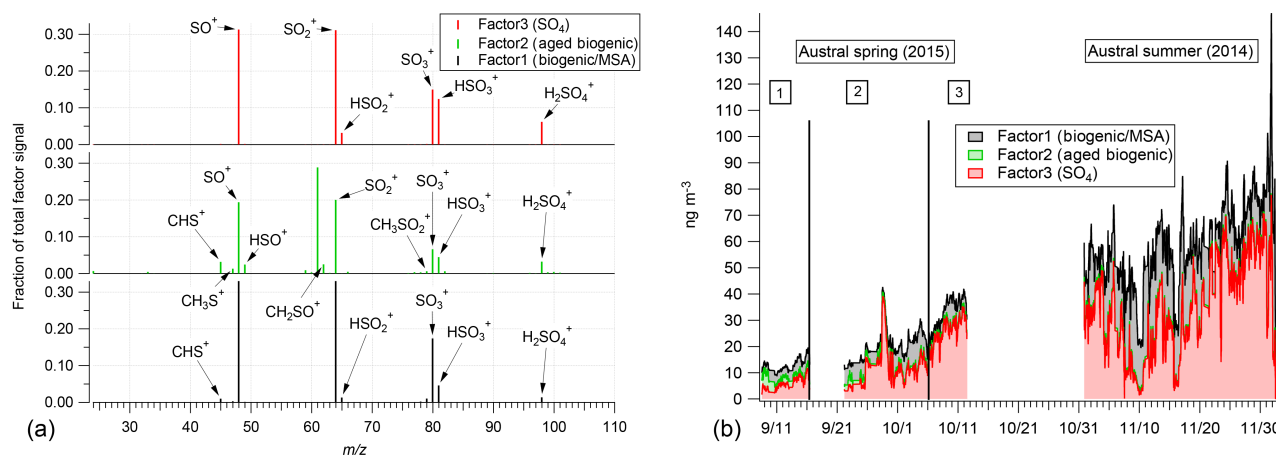 Factor3 (SO₄)
Factor2 (aged biogenic)
Factor1 (biogenic/MSA)
Fraction of total factor signal
0.30
0.20
0.10
0.00
SO⁺
SO₂⁺
HSO₂⁺
SO₃⁺
HSO₃⁺
H₂SO₄⁺
0.30
0.20
0.10
0.00
CHS⁺
SO⁺
CH₃S⁺
HSO⁺
CH₂SO⁺
SO₂⁺
CH₃SO₂⁺
SO₃⁺
HSO₃⁺
H₂SO₄⁺
0.30
0.20
0.10
0.00
CHS⁺
HSO₂⁺
SO₃⁺
HSO₃⁺
H₂SO₄⁺
30 40 50 60 70 80 90 100 110
m/z
(a)
Austral spring (2015)
Austral summer (2014)
1 2 3
Factor1 (biogenic/MSA)
Factor2 (aged biogenic)
Factor3 (SO₄)
ng m⁻³
140
130
120
110
100
90
80
70
60
50
40
30
20
10
0
9/11 9/21 10/1 10/11 10/21 10/31 11/10 11/20 11/30
(b)